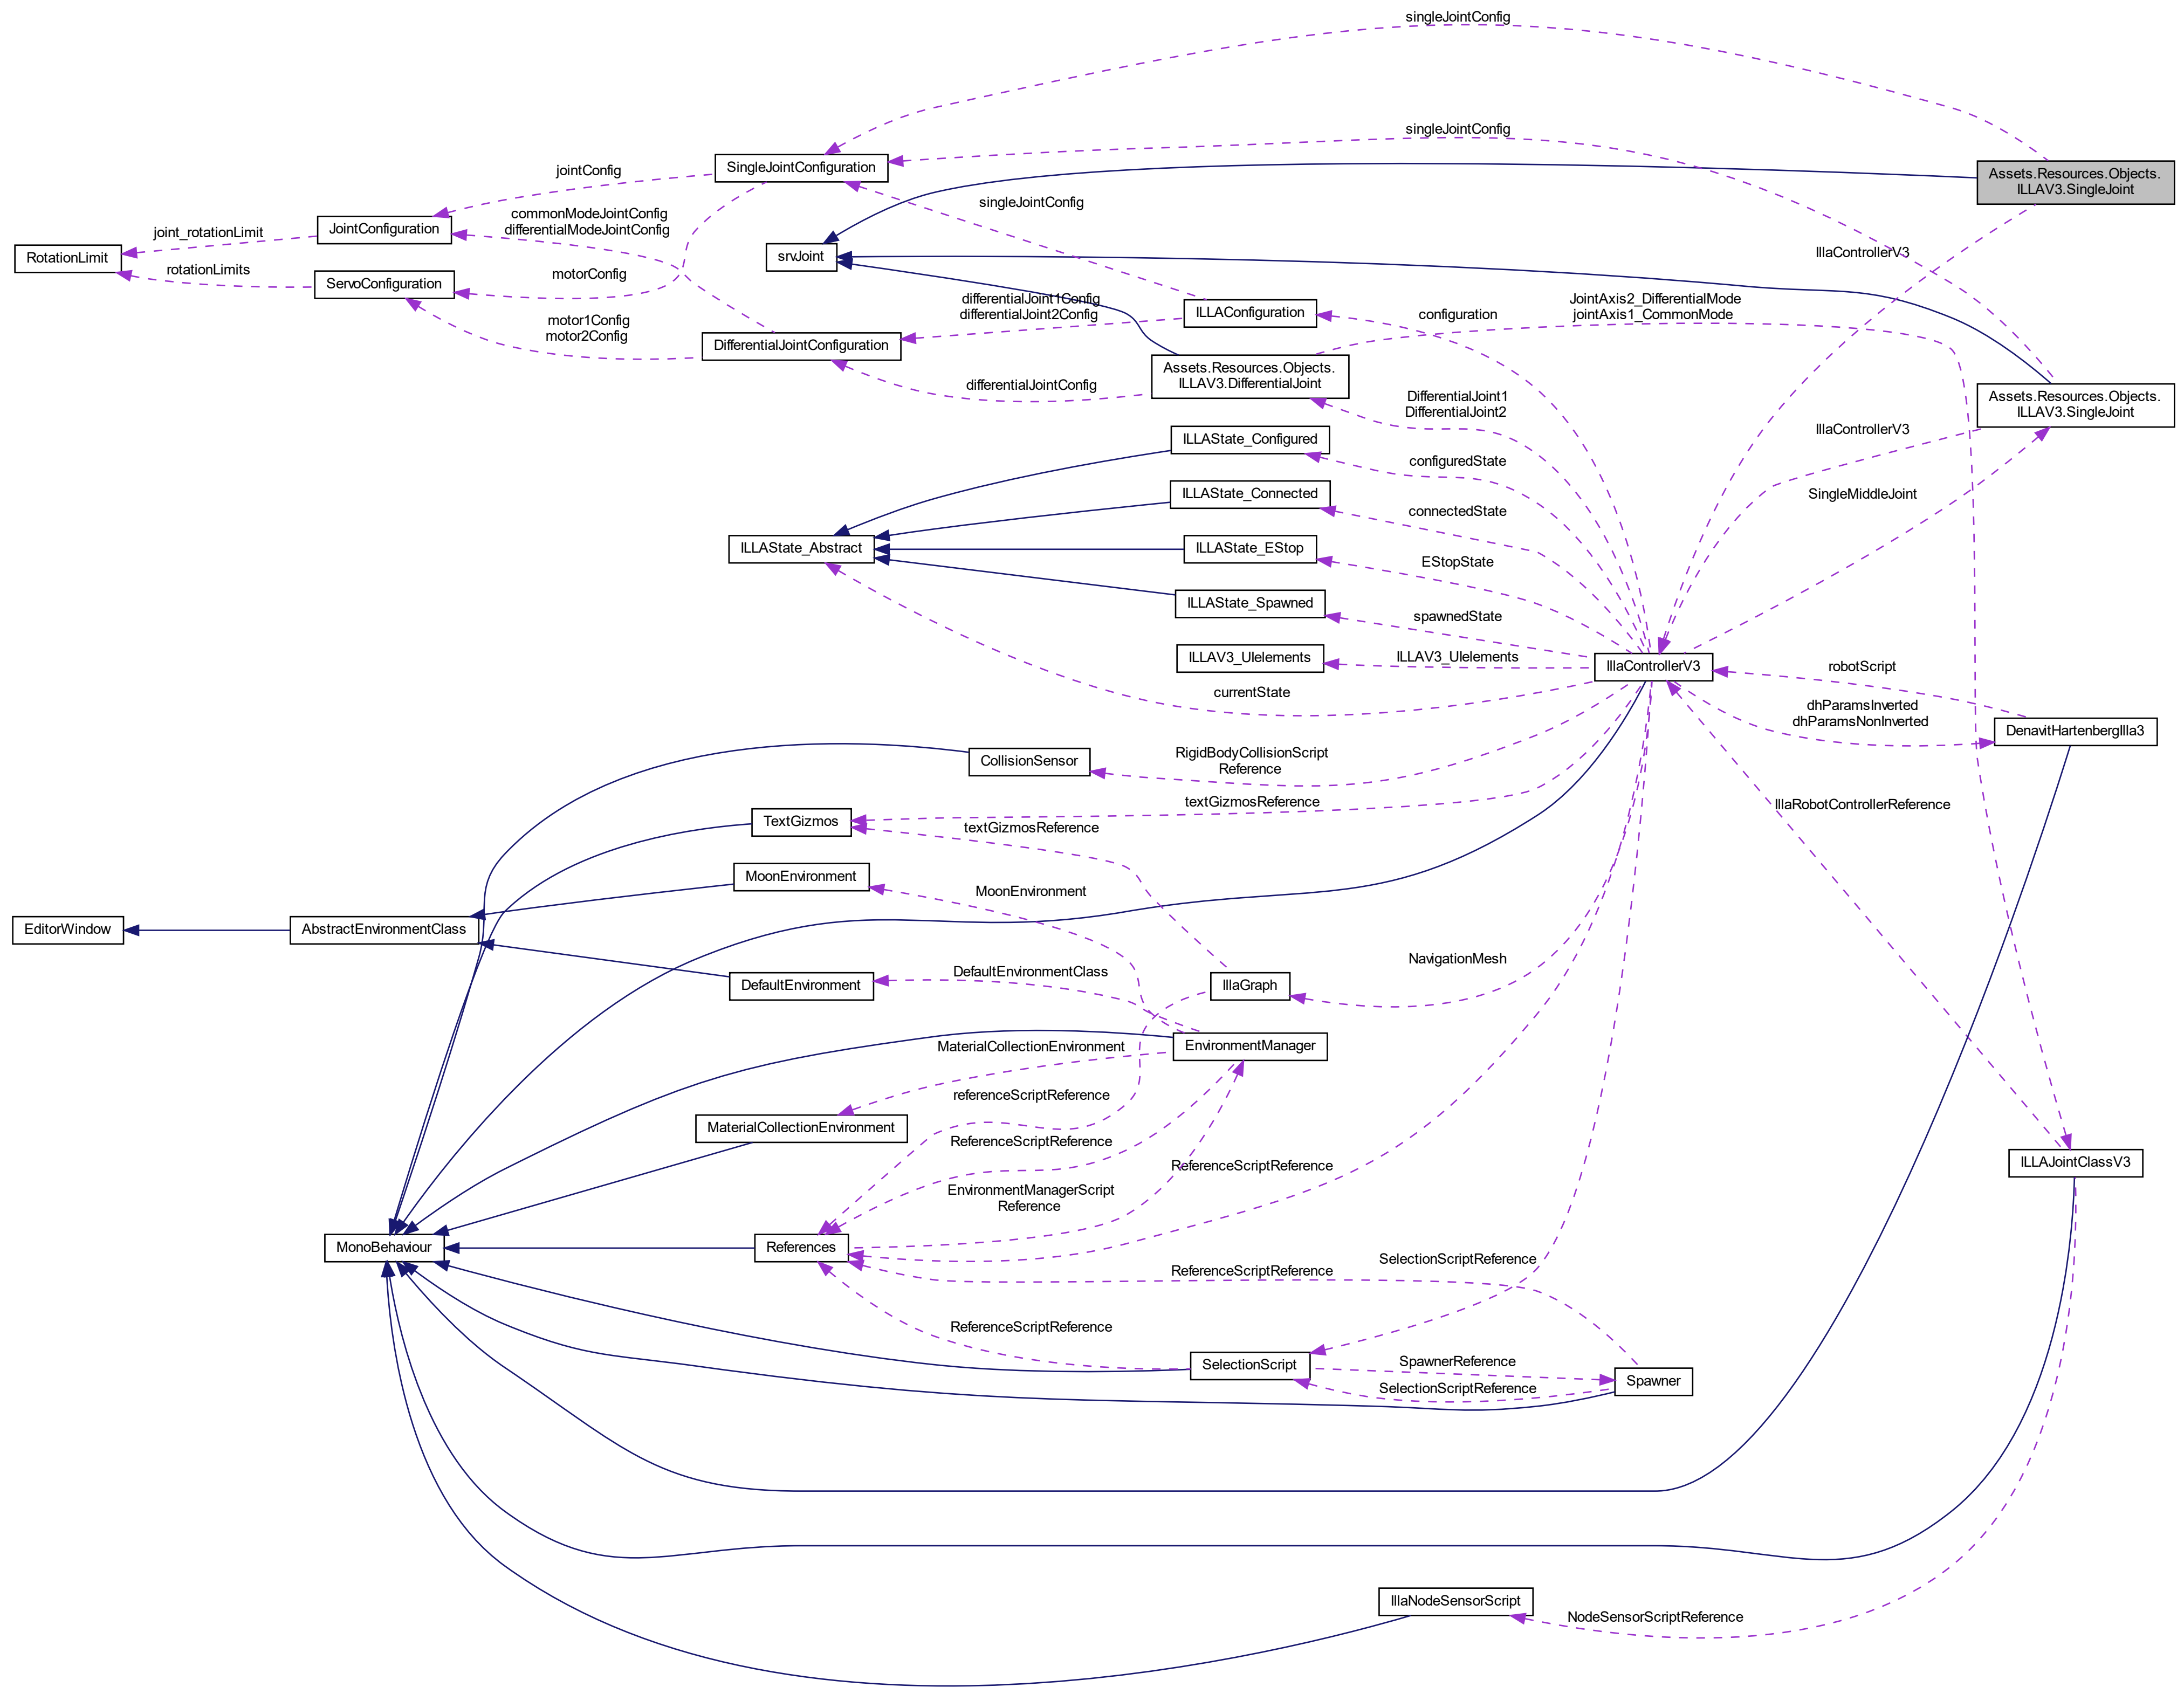 singleJointConfig
singleJointConfig
SingleJointConfiguration
jointConfig
Assets.Resources.Objects.
ILLAV3.SingleJoint
singleJointConfig
commonModeJointConfig
differentialModeJointConfig
JointConfiguration
joint_rotationLimit
RotationLimit
srvJoint
IllaControllerV3
rotationLimits
motorConfig
ServoConfiguration
differentialJoint1Config
differentialJoint2Config
ILLAConfiguration
configuration
JointAxis2_DifferentialMode
jointAxis1_CommonMode
motor1Config
motor2Config
DifferentialJointConfiguration
Assets.Resources.Objects.
ILLAV3.DifferentialJoint
differentialJointConfig
DifferentialJoint1
DifferentialJoint2
Assets.Resources.Objects.
ILLAV3.SingleJoint
IllaControllerV3
ILLAState_Configured
configuredState
ILLAState_Connected
connectedState
SingleMiddleJoint
ILLAState_Abstract
ILLAState_EStop
EStopState
ILLAState_Spawned
spawnedState
ILLAV3_UIelements
ILLAV3_UIelements
IllaControllerV3
robotScript
currentState
dhParamsInverted
dhParamsNonInverted
DenavitHartenbergIlla3
CollisionSensor
RigidBodyCollisionScript
Reference
textGizmosReference
IllaRobotControllerReference
TextGizmos
textGizmosReference
MoonEnvironment
MoonEnvironment
EditorWindow
AbstractEnvironmentClass
DefaultEnvironment
DefaultEnvironmentClass
IllaGraph
NavigationMesh
MaterialCollectionEnvironment
EnvironmentManager
referenceScriptReference
MaterialCollectionEnvironment
ReferenceScriptReference
ReferenceScriptReference
ILLAJointClassV3
EnvironmentManagerScript
Reference
MonoBehaviour
References
ReferenceScriptReference
SelectionScriptReference
ReferenceScriptReference
SelectionScript
SpawnerReference
SelectionScriptReference
Spawner
IllaNodeSensorScript
NodeSensorScriptReference